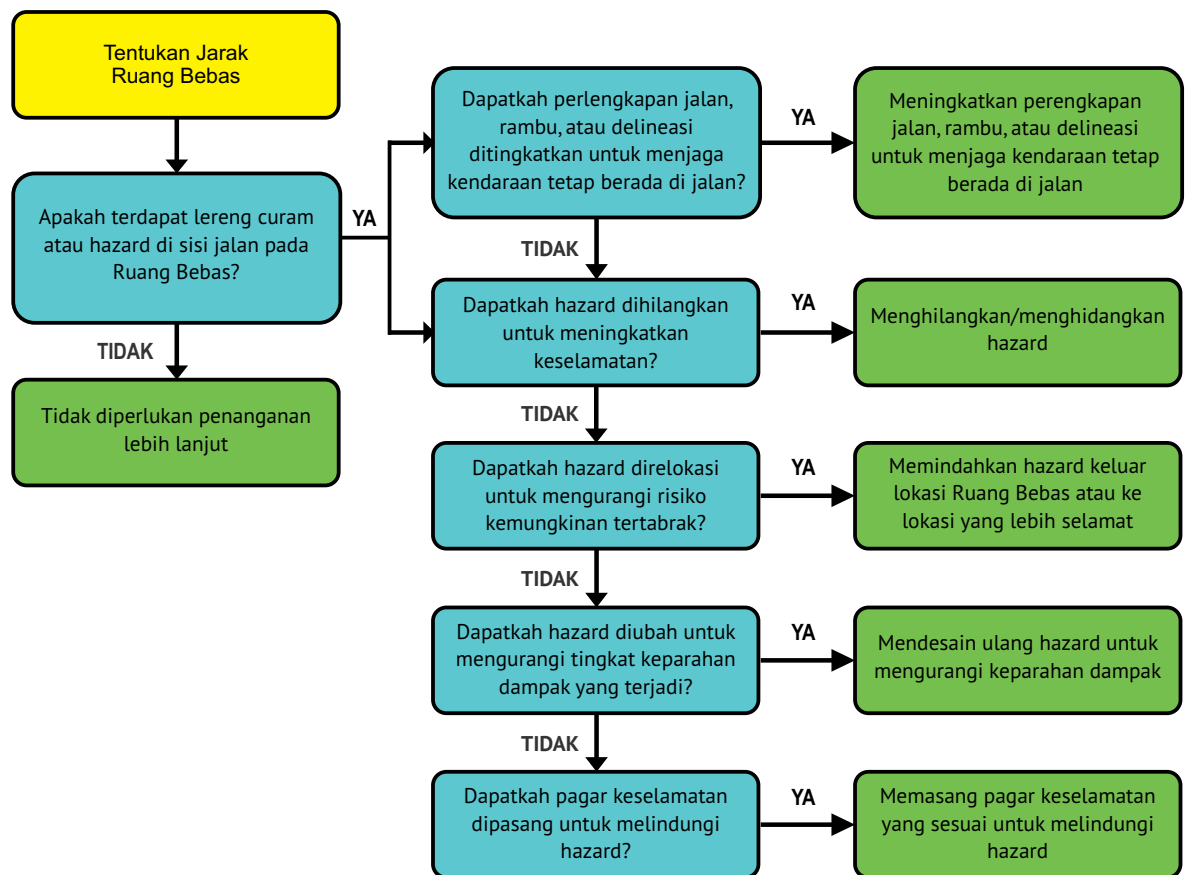 Tentukan Jarak
Ruang Bebas
Apakah terdapat lereng curam
atau hazard di sisi jalan pada
Ruang Bebas?
YA
TIDAK
Tidak diperlukan penanganan
lebih lanjut
Dapatkah perlengkapan jalan,
rambu, atau delineasi
ditingkatkan untuk menjaga
kendaraan tetap berada di jalan?
YA
Meningkatkan perengkapan
jalan, rambu, atau delineasi
untuk menjaga kendaraan tetap
berada di jalan
TIDAK
Dapatkah hazard dihilangkan
untuk meningkatkan
keselamatan?
YA
Menghilangkan/menghidangkan
hazard
TIDAK
Dapatkah hazard direlokasi
untuk mengurangi risiko
kemungkinan tertabrak?
YA
Memindahkan hazard keluar
lokasi Ruang Bebas atau ke
lokasi yang lebih selamat
TIDAK
Dapatkah hazard diubah untuk
mengurangi tingkat keparahan
dampak yang terjadi?
YA
Mendesain ulang hazard untuk
mengurangi keparahan dampak
TIDAK
Dapatkah pagar keselamatan
dipasang untuk melindungi
hazard?
YA
Memasang pagar keselamatan
yang sesuai untuk melindungi
hazard